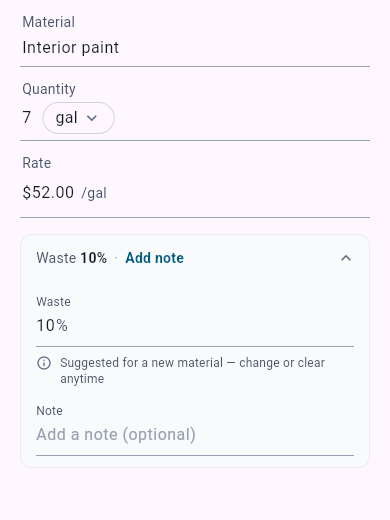 Material
Interior paint
Quantity
7 gal
Rate
$52.00 /gal
Waste 10% · Add note
Waste
10%
Suggested for a new material — change or clear
anytime
Note
Add a note (optional)